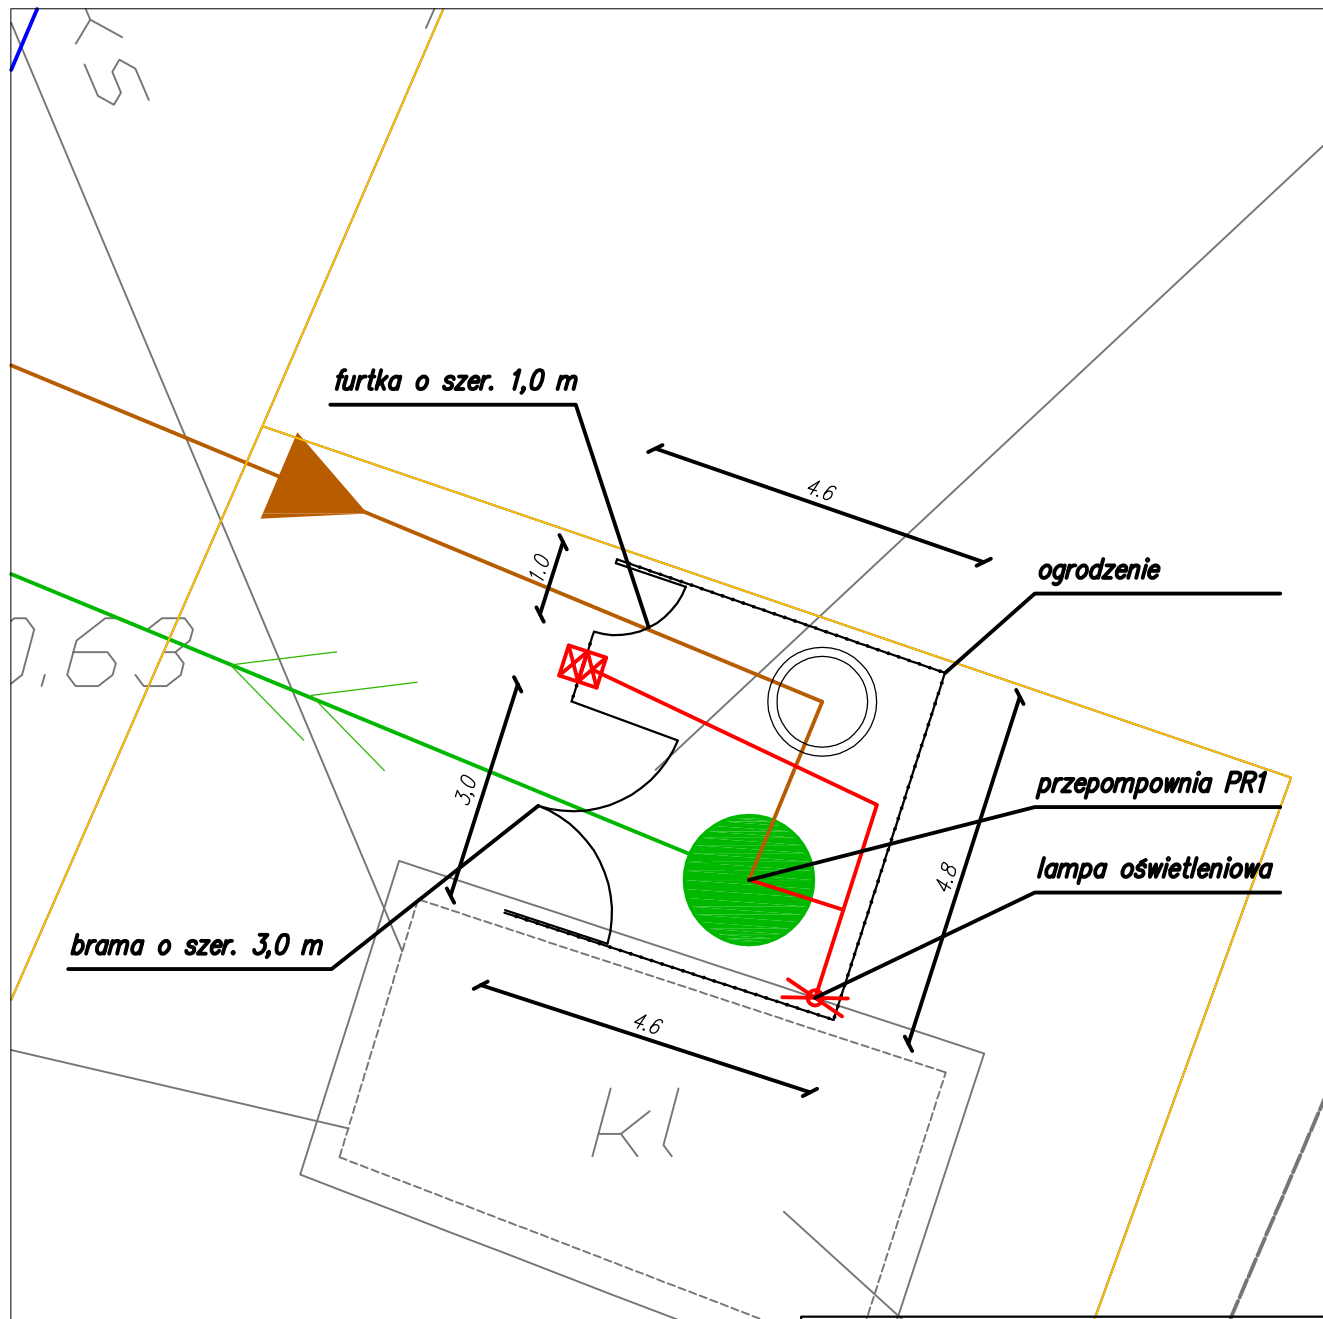 furtka o szer. 1,0 m
4.6
1.0
ogrodzenie
3,0
przepompownia PR1
4.8
lampa oświetleniowa
brama o szer. 3,0 m
4.6
kl